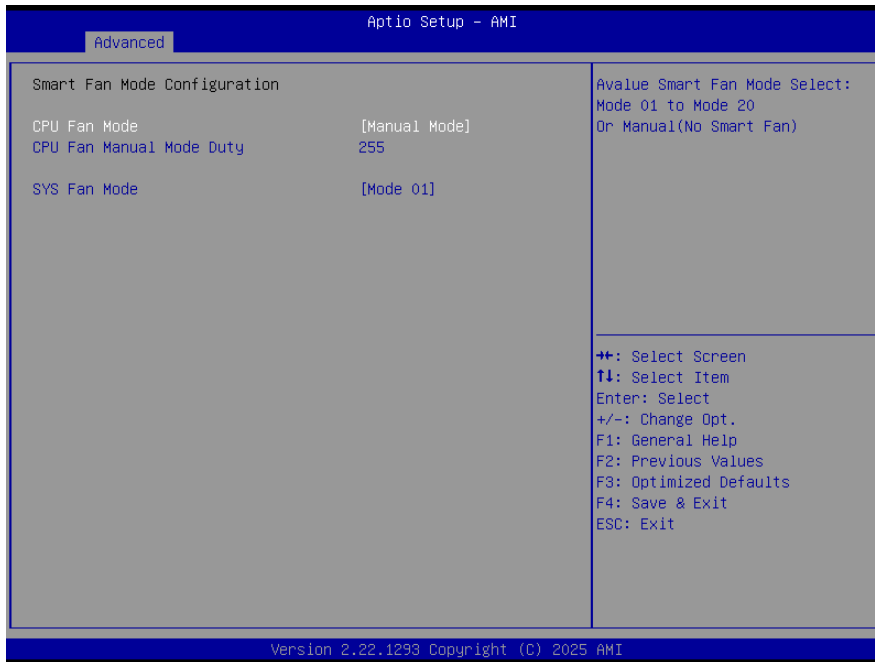 Aptio Setup – AMI
Advanced
Smart Fan Mode Configuration
CPU Fan Mode [Manual Mode]
CPU Fan Manual Mode Duty 255
SYS Fan Mode [Mode 01]
Avalue Smart Fan Mode Select:
Mode 01 to Mode 20
Or Manual(No Smart Fan)
→←: Select Screen
↑↓: Select Item
Enter: Select
+/-: Change Opt.
F1: General Help
F2: Previous Values
F3: Optimized Defaults
F4: Save & Exit
ESC: Exit
Version 2.22.1293 Copyright (C) 2025 AMI